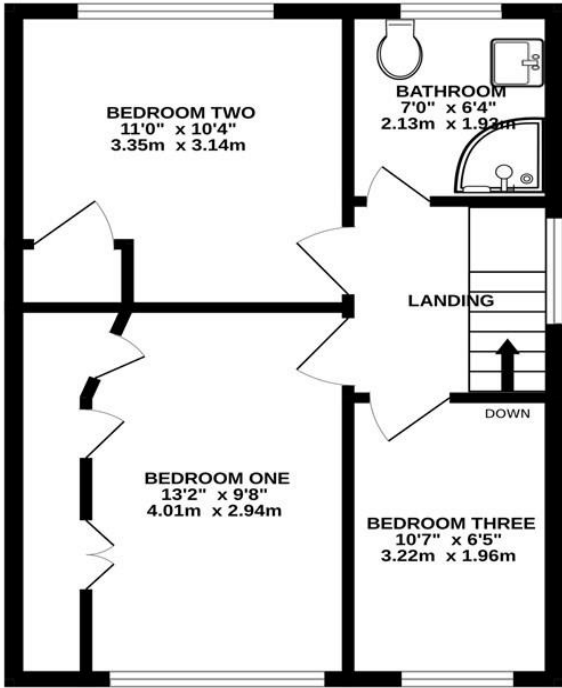 BEDROOM TWO
11'0" x 10'4"
3.35m x 3.14m
BATHROOM
7'0" x 6'4"
2.13m x 1.93m
LANDING
DOWN
BEDROOM ONE
13'2" x 9'8"
4.01m x 2.94m
BEDROOM THREE
10'7" x 6'5"
3.22m x 1.96m